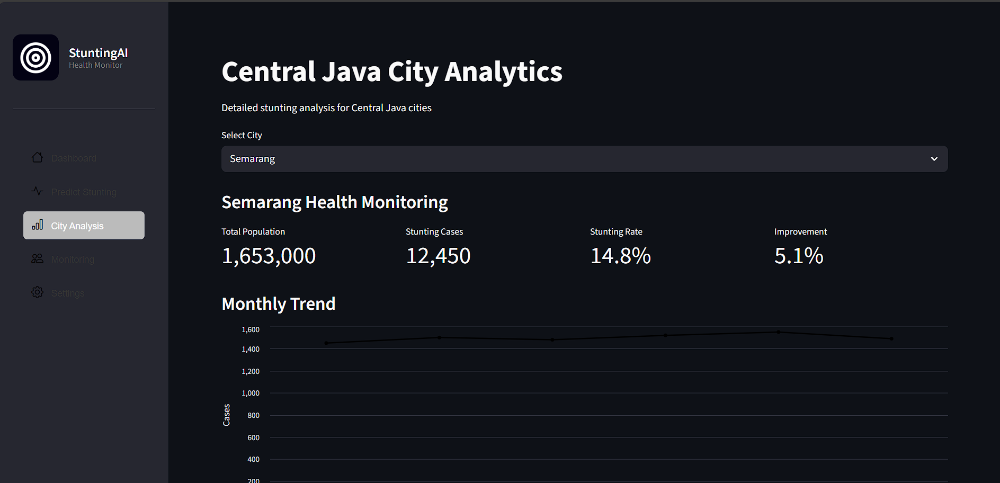 StuntingAI
Health Monitor
Dashboard
Predict Stunting
City Analysis
Monitoring
Settings
Central Java City Analytics
Detailed stunting analysis for Central Java cities
Select City
Semarang
Semarang Health Monitoring
Total Population
1,653,000
Stunting Cases
12,450
Stunting Rate
14.8%
Improvement
5.1%
Monthly Trend
1,600
1,400
1,200
1,000
800
600
400
200
Cases